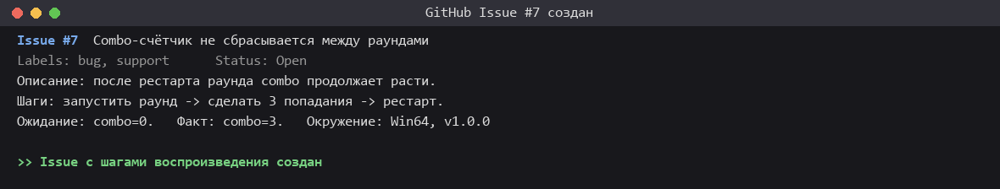 GitHub Issue #7 создан
Issue #7  Combo-счётчик не сбрасывается между раундами
Labels: bug, support      Status: Open
Описание: после рестарта раунда combo продолжает расти.
Шаги: запустить раунд -> сделать 3 попадания -> рестарт.
Ожидание: combo=0.   Факт: combo=3.   Окружение: Win64, v1.0.0
>> Issue с шагами воспроизведения создан